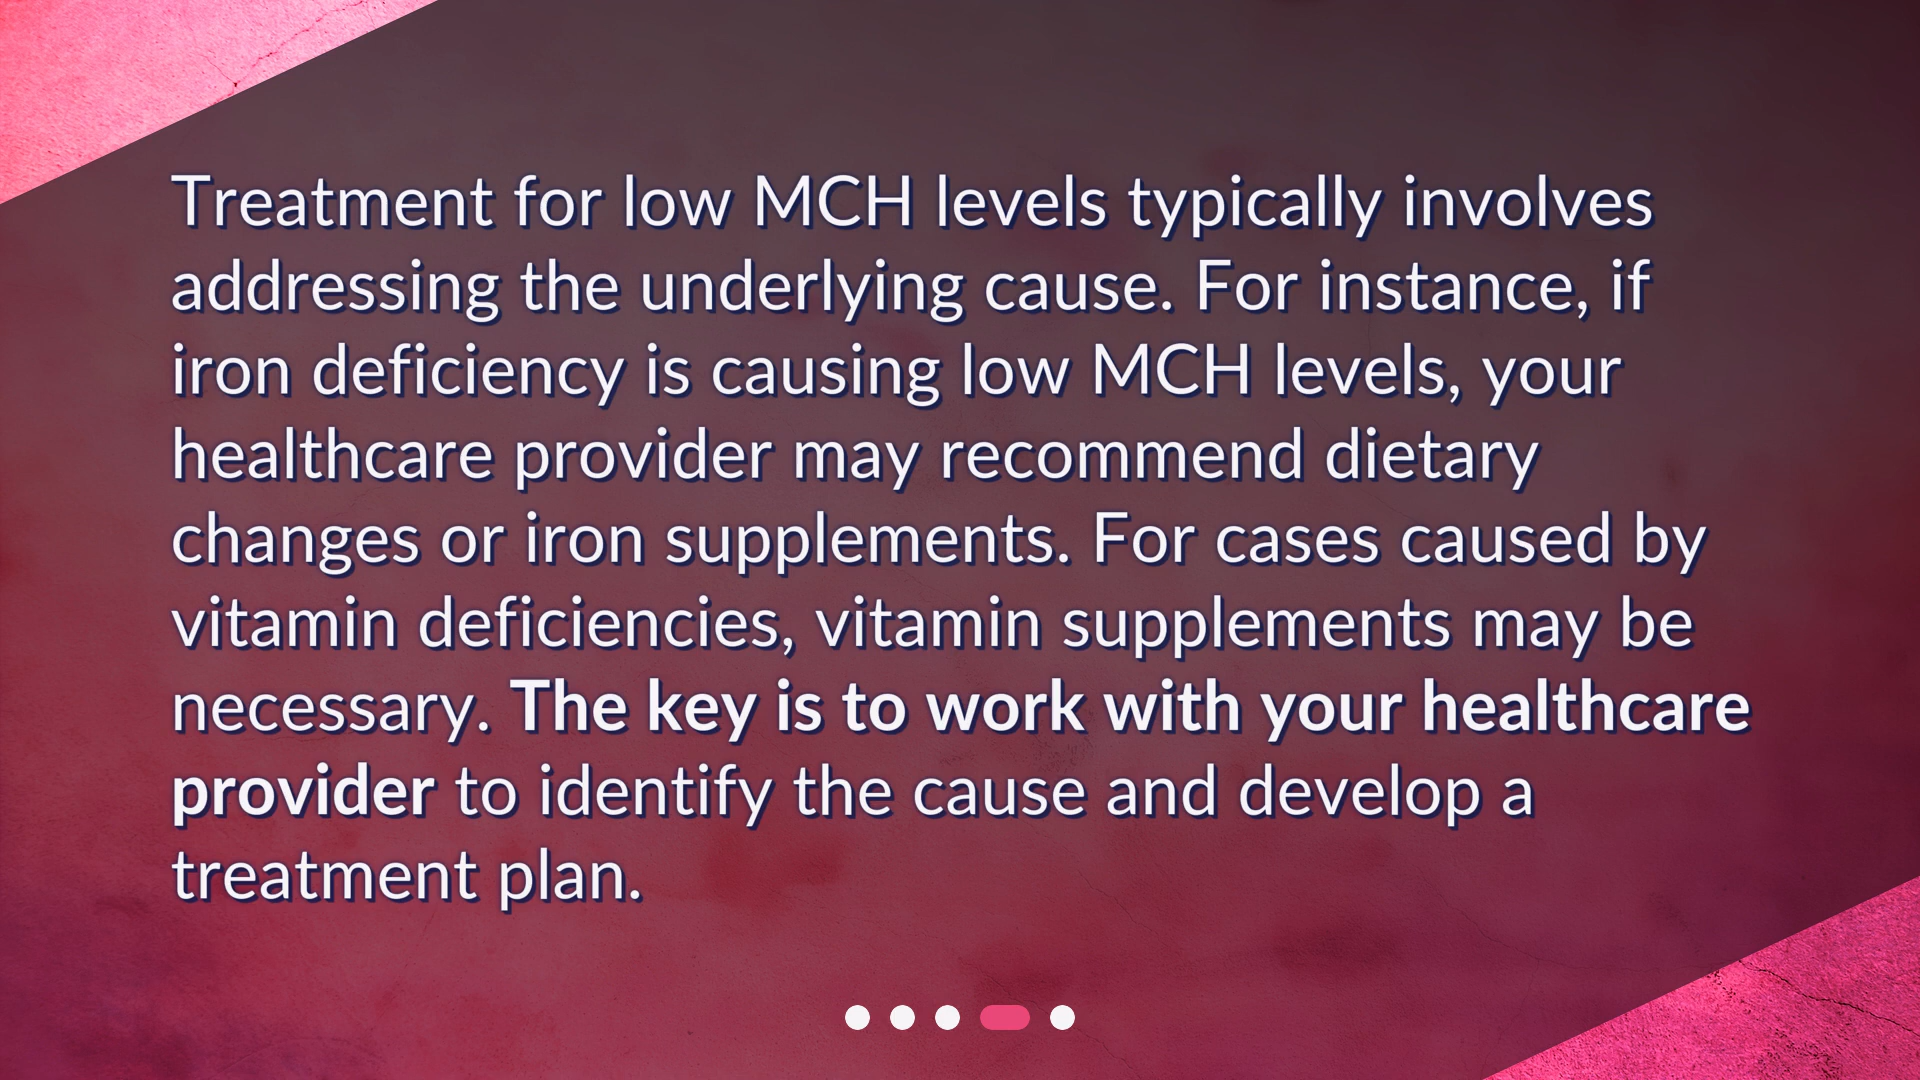 Treatment for low MCH levels typically involves
addressing the underlying cause. For instance, if
iron deficiency is causing low MCH levels, your
healthcare provider may recommend dietary
changes or iron supplements. For cases caused by
vitamin deficiencies, vitamin supplements may be
necessary. The key is to work with your healthcare
provider to identify the cause and develop a
treatment plan.